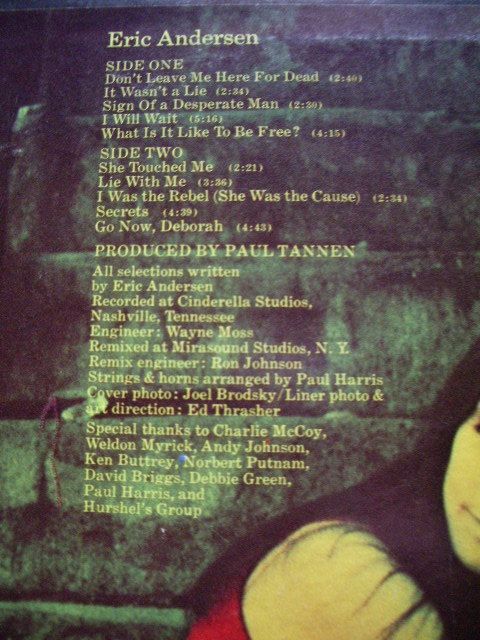 Eric Andersen
SIDE ONE
Don't Leave Me Here For Dead (2:40)
It Wasn't a Lie (2:34)
Sign Of a Desperate Man (2:30)
I Will Wait (5:16)
What Is It Like To Be Free? (4:15)
SIDE TWO
She Touched Me (2:21)
Lie With Me (3:36)
I Was the Rebel (She Was the Cause) (2:34)
Secrets (4:39)
Go Now, Deborah (4:43)
PRODUCED BY PAUL TANNEN
All selections written
by Eric Andersen
Recorded at Cinderella Studios,
Nashville, Tennessee
Engineer: Wayne Moss
Remixed at Mirasound Studios, N. Y.
Remix engineer: Ron Johnson
Strings & horns arranged by Paul Harris
Cover photo: Joel Brodsky/Liner photo &
art direction: Ed Thrasher
Special thanks to Charlie McCoy,
Weldon Myrick, Andy Johnson,
Ken Buttrey, Norbert Putnam,
David Briggs, Debbie Green,
Paul Harris, and
Hurshel's Group